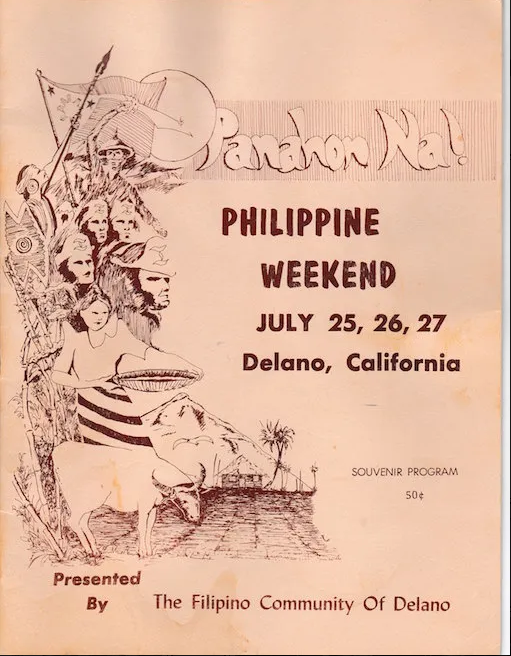 Panahon Na!
PHILIPPINE
WEEKEND
JULY 25, 26, 27
Delano, California
SOUVENIR PROGRAM
50¢
Presented
By The Filipino Community Of Delano